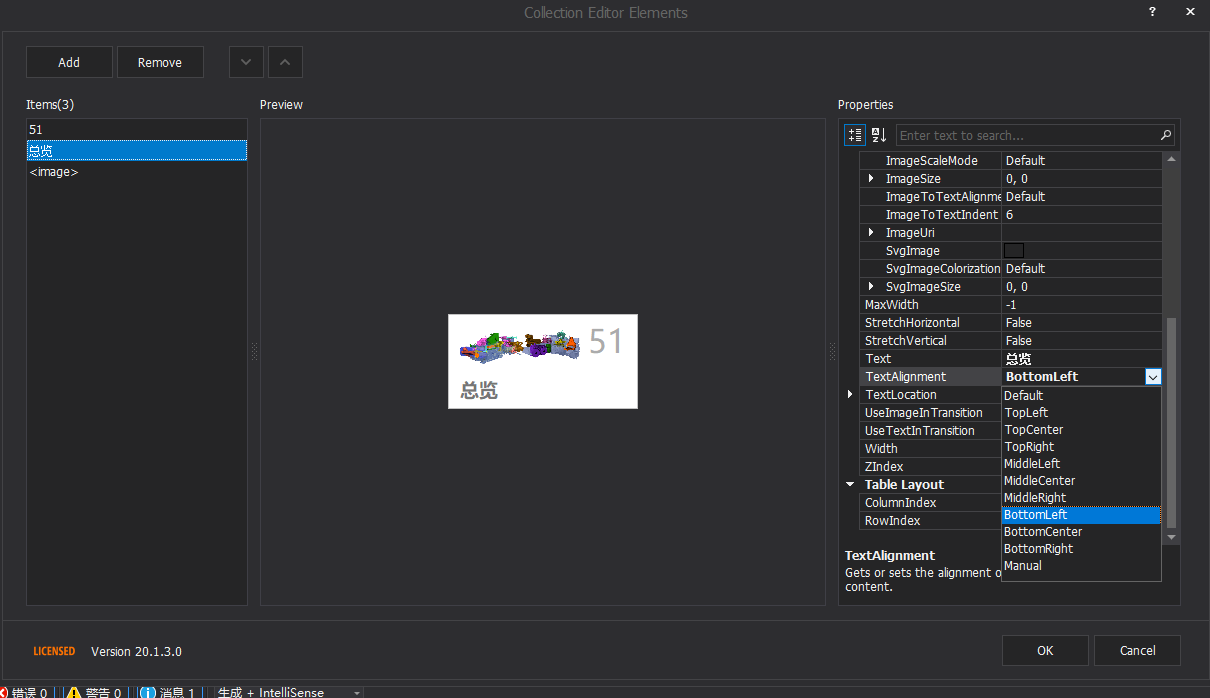 Collection Editor Elements
?
Add
Remove
Items(3)
51
总览
<image>
Preview
51
总览
Properties
Enter text to search...
ImageScaleMode Default
ImageSize 0, 0
ImageToTextAlignme Default
ImageToTextIndent 6
ImageUri
SvgImage
SvgImageColorization Default
SvgImageSize 0, 0
MaxWidth -1
StretchHorizontal False
StretchVertical False
Text 总览
TextAlignment BottomLeft
TextLocation
UseImageInTransition
UseTextInTransition
Width
ZIndex
Table Layout
ColumnIndex
RowIndex
Default
TopLeft
TopCenter
TopRight
MiddleLeft
MiddleCenter
MiddleRight
BottomLeft
BottomCenter
BottomRight
Manual
TextAlignment
Gets or sets the alignment o
content.
LICENSED Version 20.1.3.0
OK
Cancel
错误 0 警告 0 消息 1 生成 + IntelliSense